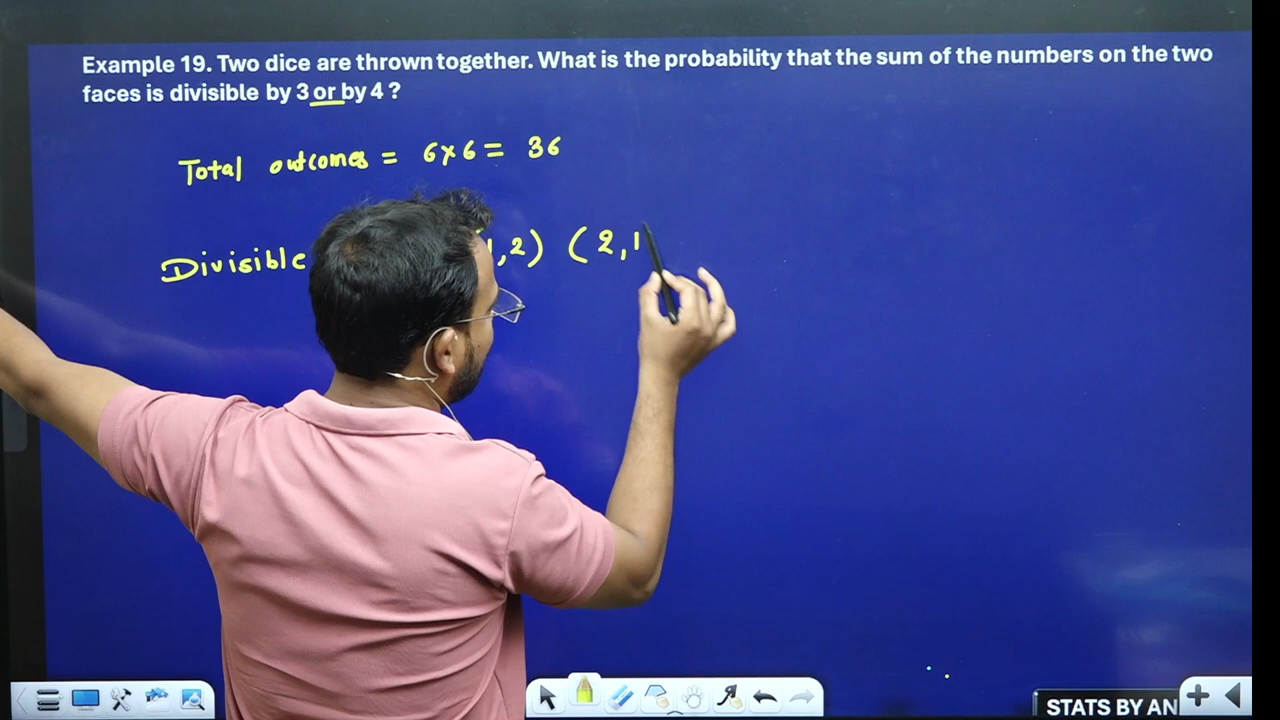 Example 19. Two dice are thrown together. What is the probability that the sum of the numbers on the two
faces is divisible by 3 or by 4 ?
Total outcomes = 6×6 = 36
Divisible ,2) (2,1
STATS BY AN